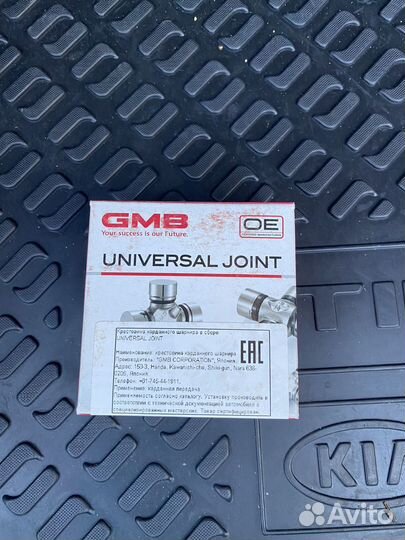 GMB
Your success is our Future.
OE
UNIVERSAL JOINT
Крестовина карданного шарнира в сборе
UNIVERSAL JOINT
Наименование: крестовина карданного шарнира
Производитель: "GMB CORPORATION", Япония.
Адрес: 150-3, Handa, Kawanishi-cho, Shiki-gun, Nara 636-
0205, Япония.
Телефон: +81-745-44-1911,
Применение: карданная передача
Применяемость согласно каталогу. Установку производить в
соответствии с технической документацией автомобиля в
специализированных мастерских. Товар сертифицирован.
EAC
KIA
Avito